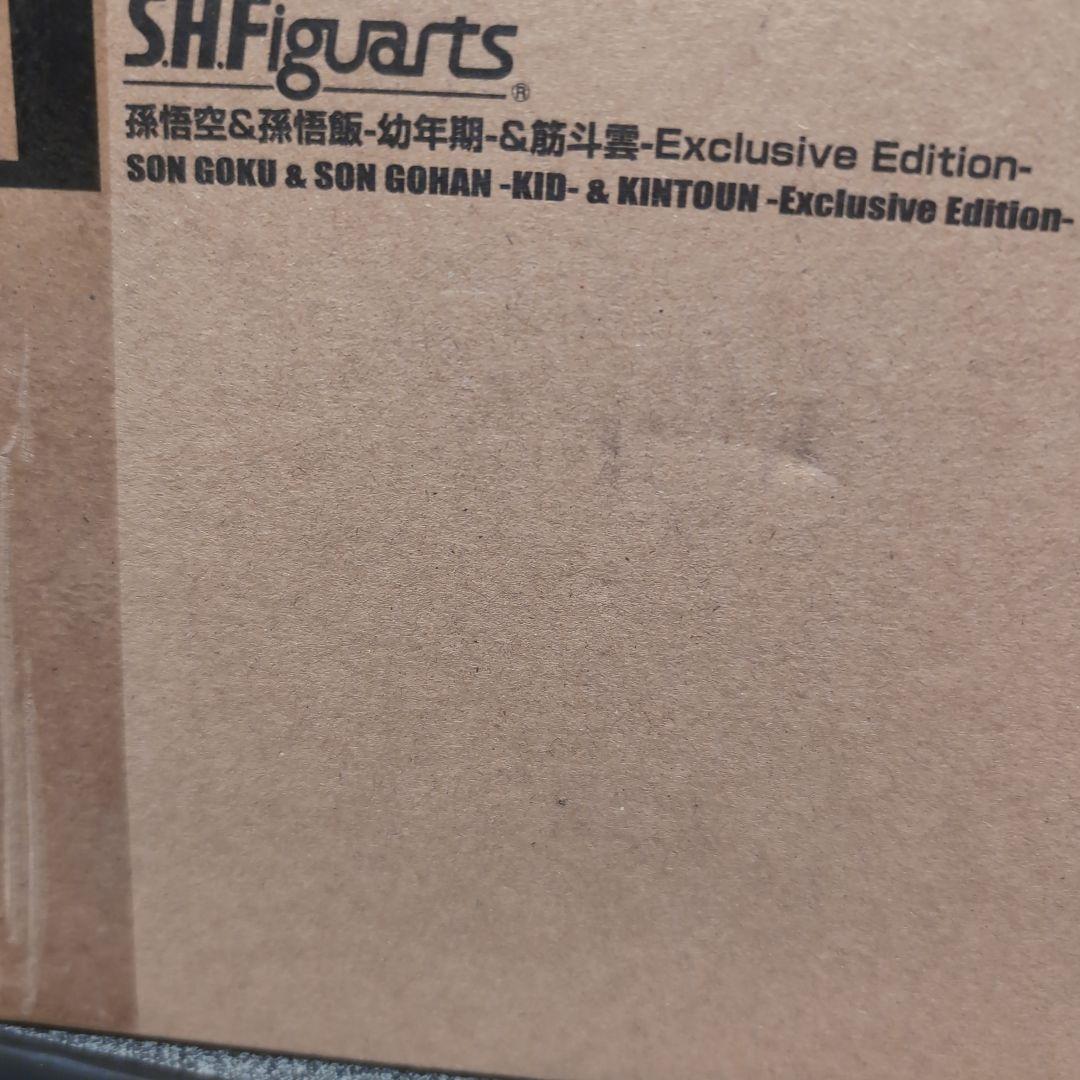 S.H.Figuarts®
孫悟空&孫悟飯-幼年期-&筋斗雲-Exclusive Edition-
SON GOKU & SON GOHAN -KID- & KINTOUN -Exclusive Edition-